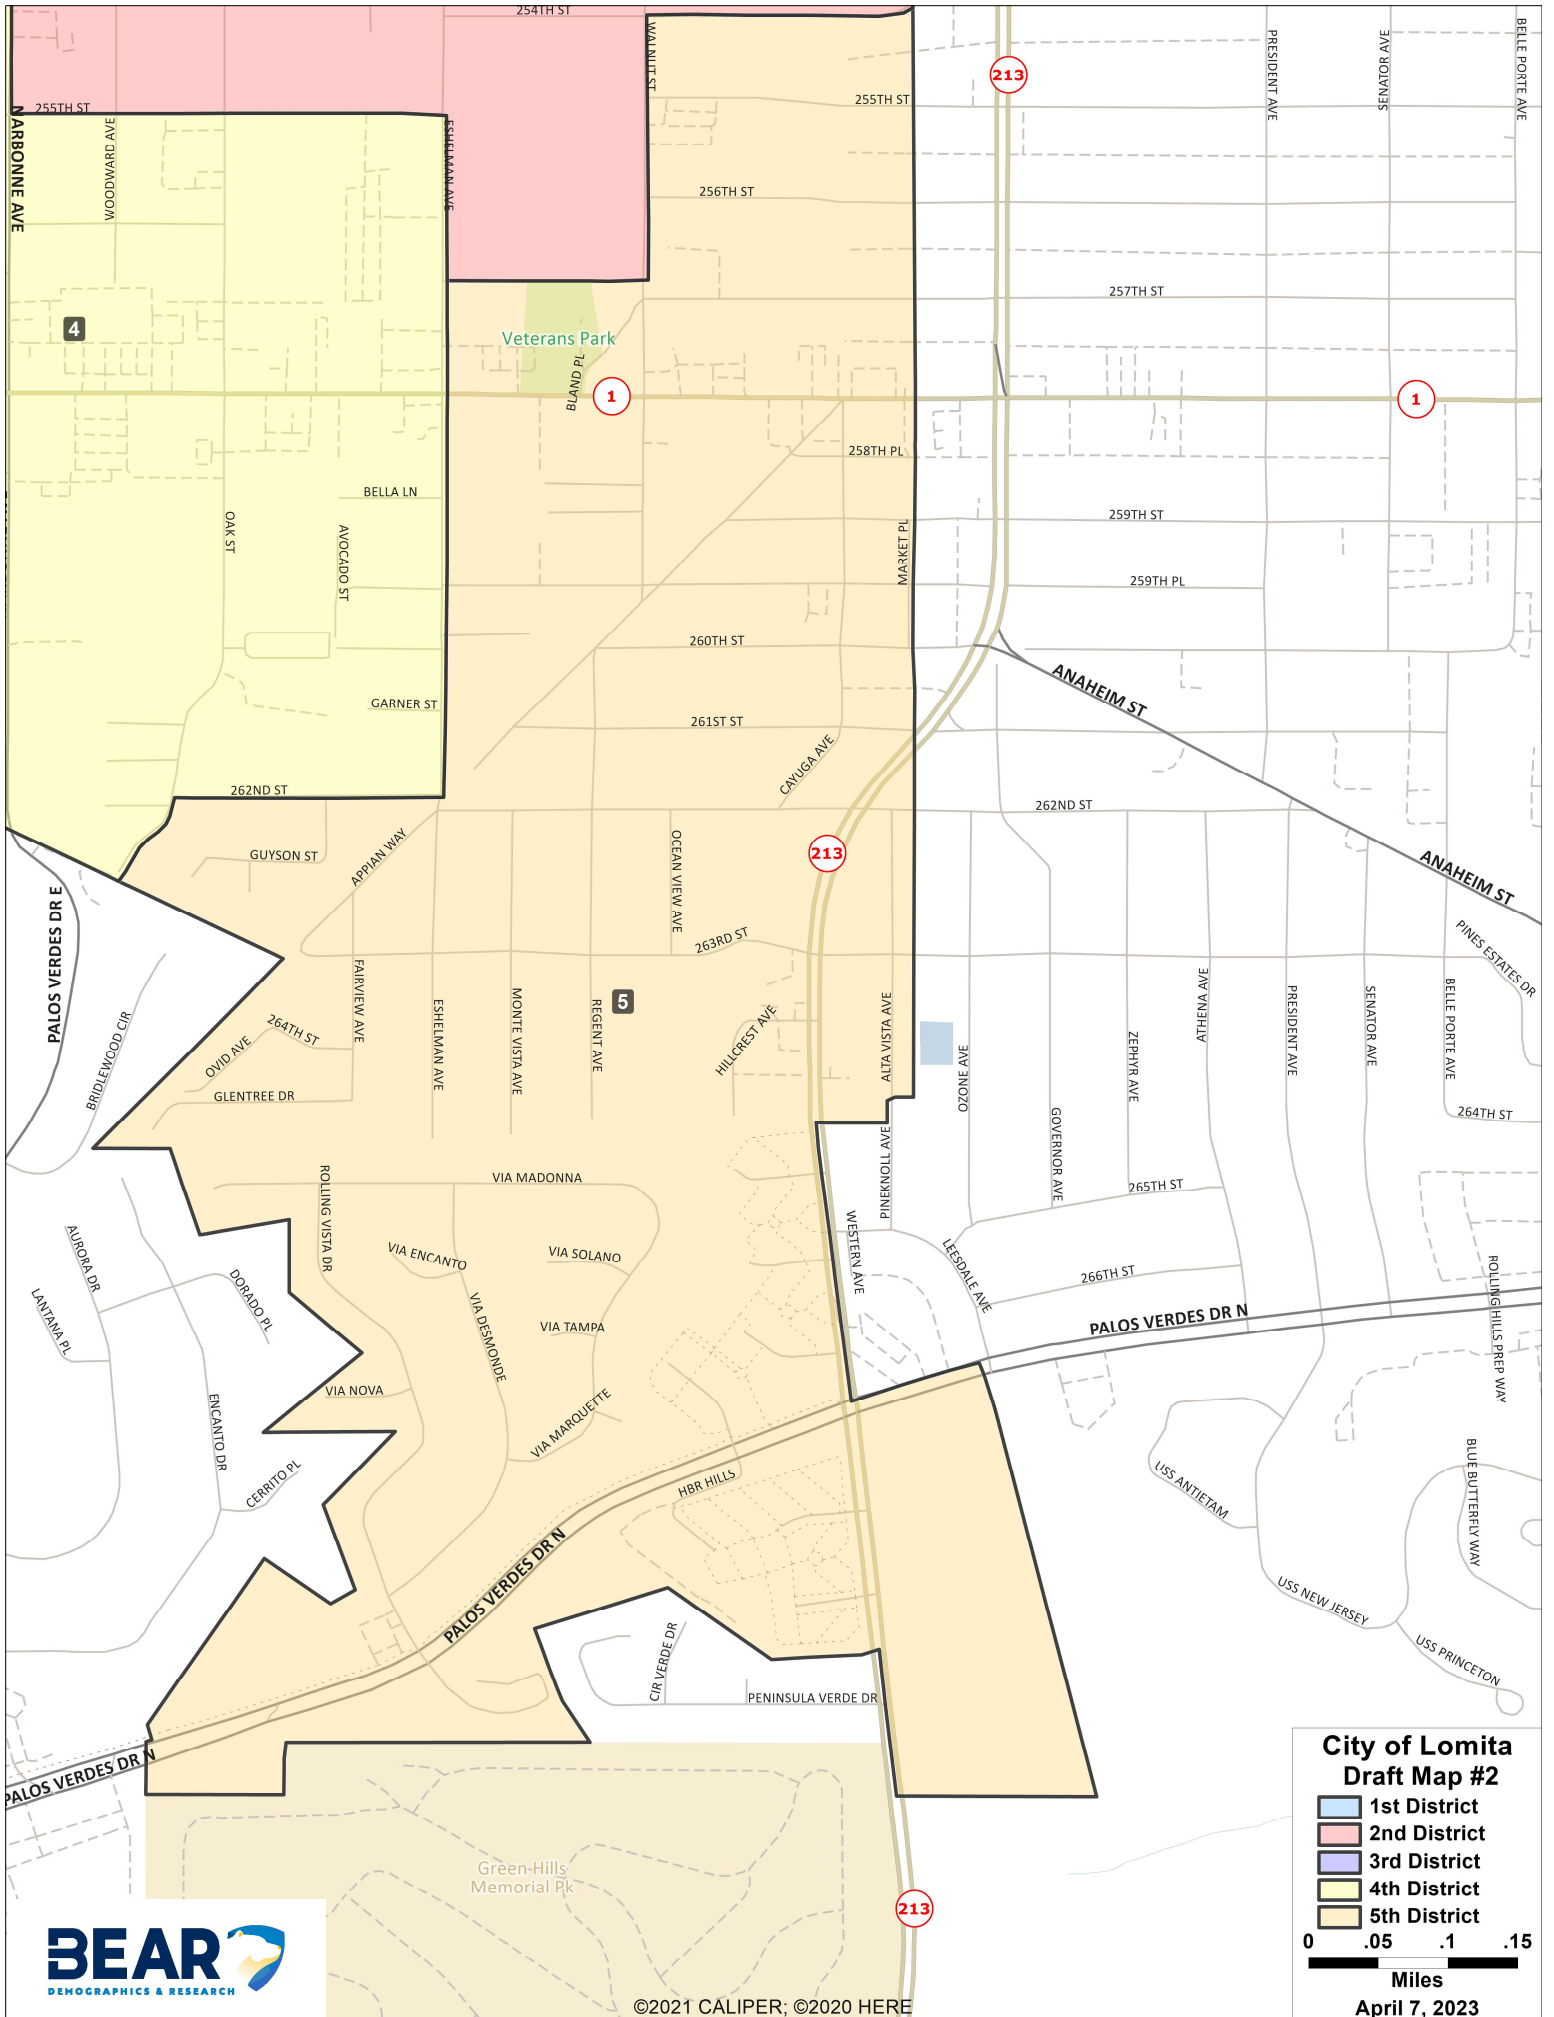 254TH ST
WALNUT ST
213
PRESIDENT AVE
SENATOR AVE
BELLE PORTE AVE
255TH ST
NARBONNE AVE
WOODWARD AVE
ESHELMAN AVE
255TH ST
256TH ST
257TH ST
4
Veterans Park
BLAND PL
1
1
258TH PL
BELLA LN
OAK ST
AVOCADO ST
MARKET PL
259TH ST
259TH PL
260TH ST
ANAHEIM ST
GARNER ST
261ST ST
CAYUGA AVE
262ND ST
262ND ST
GUYSON ST
APPIAN WAY
OCEAN VIEW AVE
213
ANAHEIM ST
PALOS VERDES DR E
263RD ST
PINES ESTATES DR
FAIRVIEW AVE
ESHELMAN AVE
MONTE VISTA AVE
REGENT AVE
5
HILLCREST AVE
ALTA VISTA AVE
OZONE AVE
ZEPHYR AVE
ATHENA AVE
PRESIDENT AVE
SENATOR AVE
BELLE PORTE AVE
264TH ST
OVID AVE
BRIDLEWOOD CIR
GLENTREE DR
GOVERNOR AVE
264TH ST
PINEKNOLL AVE
VIA MADONNA
ROLLING VISTA DR
265TH ST
AURORA DR
VIA ENCANTO
VIA SOLANO
WESTERN AVE
LEESDALE AVE
266TH ST
LANTANA PL
DORADO PL
VIA DESMONDE
VIA TAMPA
PALOS VERDES DR N
ROLLING HILLS PREP WAY
VIA NOVA
ENCANTO DR
VIA MARQUETTE
CERRITO PL
HBR HILLS
USS ANTIETAM
BLUE BUTTERFLY WAY
PALOS VERDES DR N
USS NEW JERSEY
CIR VERDE DR
USS PRINCETON
PENINSULA VERDE DR
PALOS VERDES DR N
Green Hills
Memorial Pk
213
City of Lomita
Draft Map #2
1st District
2nd District
3rd District
4th District
5th District
0 .05 .1 .15
Miles
April 7, 2023
BEAR
DEMOGRAPHICS & RESEARCH
©2021 CALIPER; ©2020 HERE